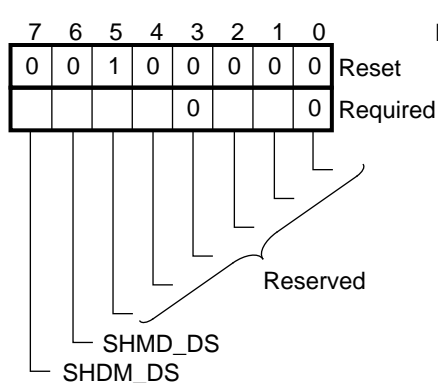 7 6 5 4 3 2 1 0
0 0 1 0 0 0 0 0 Reset
0 0 Required
Reserved
SHMD_DS
SHDM_DS